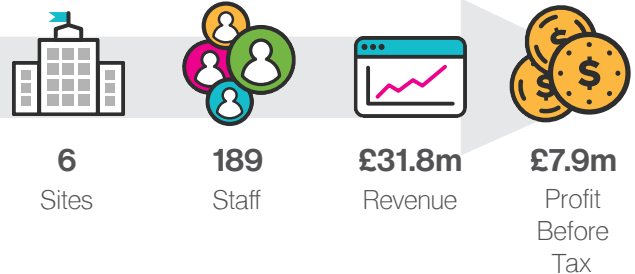 $
$
$
6
Sites
189
Staff
£31.8m
Revenue
£7.9m
Profit
Before
Tax